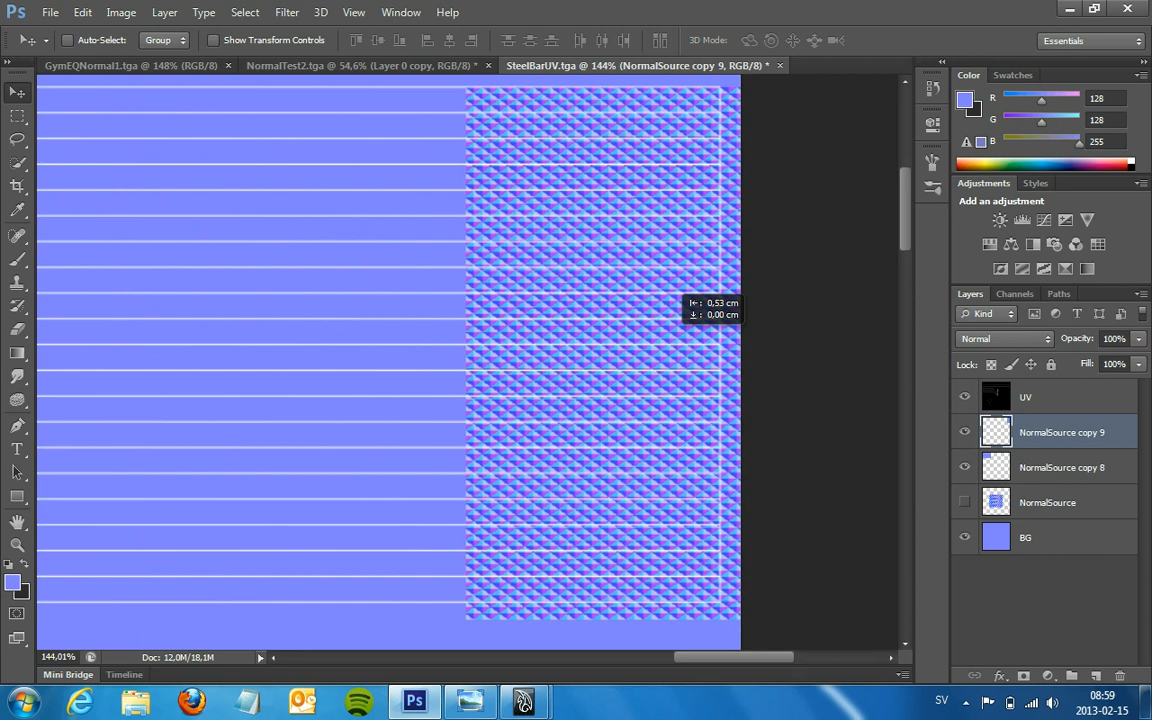 Ps File Edit Image Layer Type Select Filter 3D View Window Help
Auto-Select: Group Show Transform Controls 3D Mode: Essentials
GymEQNormal1.tga @ 148% (RGB/8) × NormalTest2.tga @ 54,6% (Layer 0 copy, RGB/8) * × SteelBarUV.tga @ 144% (NormalSource copy 9, RGB/8) * ×
Color Swatches
R 128
G 128
B 255
Adjustments Styles
Add an adjustment
Layers Channels Paths
Kind
Normal Opacity: 100%
Lock: Fill: 100%
UV
NormalSource copy 9
NormalSource copy 8
NormalSource
BG
: 0,53 cm
: 0,00 cm
144,01% Doc: 12,0M/18,1M
Mini Bridge Timeline
Ps SV 08:59
2013-02-15